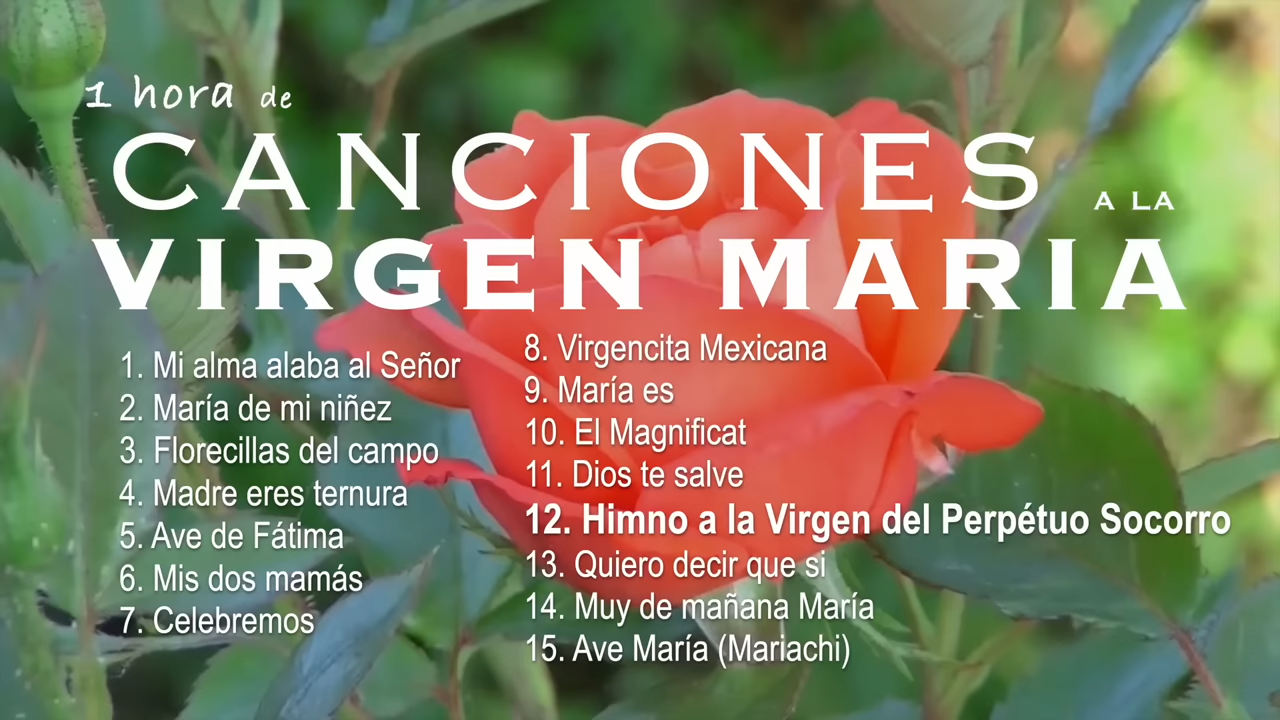 1 hora de
CANCIONES A LA
VIRGEN MARIA
1. Mi alma alaba al Señor
2. María de mi niñez
3. Florecillas del campo
4. Madre eres ternura
5. Ave de Fátima
6. Mis dos mamás
7. Celebremos
8. Virgencita Mexicana
9. María es
10. El Magnificat
11. Dios te salve
12. Himno a la Virgen del Perpétuo Socorro
13. Quiero decir que si
14. Muy de mañana María
15. Ave María (Mariachi)